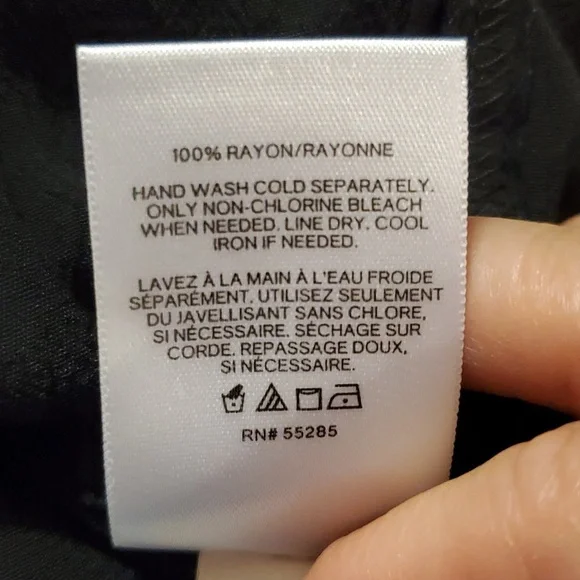 100% RAYON/RAYONNE
HAND WASH COLD SEPARATELY.
ONLY NON-CHLORINE BLEACH
WHEN NEEDED. LINE DRY. COOL
IRON IF NEEDED.
LAVEZ À LA MAIN À L'EAU FROIDE
SÉPARÉMENT. UTILISEZ SEULEMENT
DU JAVELLISANT SANS CHLORE,
SI NÉCESSAIRE. SÉCHAGE SUR
CORDE. REPASSAGE DOUX,
SI NÉCESSAIRE.
RN# 55285